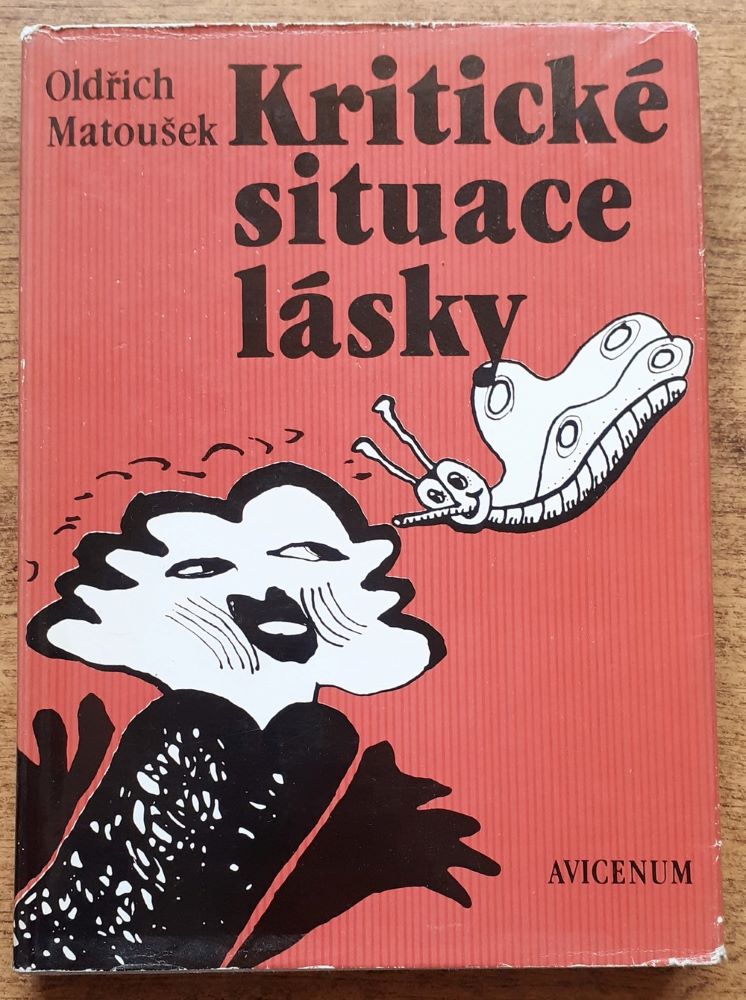 Oldřich
Matoušek
Kritické
situace
lásky
AVICENUM